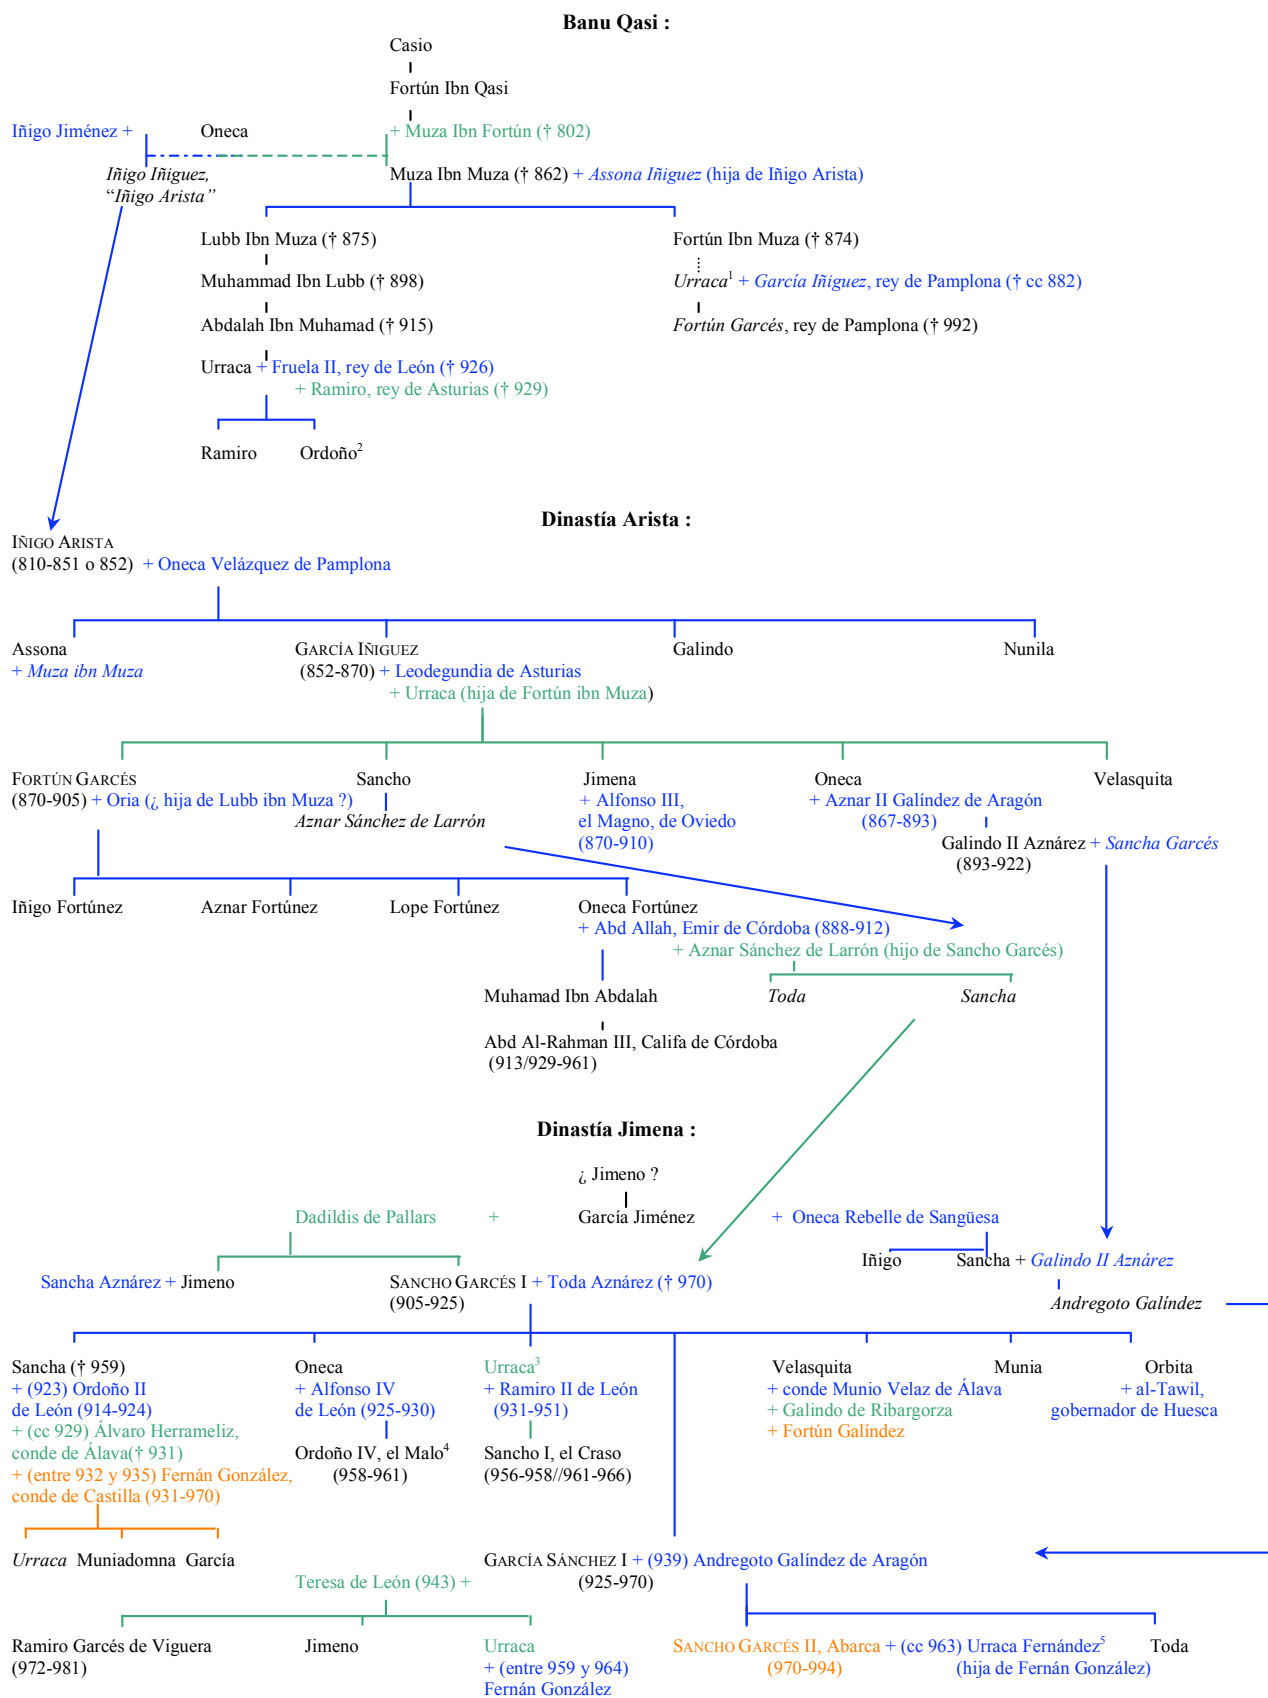 Banu Qasi :
Casio
Fortún Ibn Qasi
Iñigo Jiménez + Oneca + Muza Ibn Fortún († 802)
Iñigo Iñiguez, Muza Ibn Muza († 862) + Assona Iñiguez (hija de Iñigo Arista)
“Iñigo Arista”
Lubb Ibn Muza († 875) Fortún Ibn Muza († 874)
Muhammad Ibn Lubb († 898) Urraca1 + García Iñiguez, rey de Pamplona († cc 882)
Abdalah Ibn Muhamad († 915) Fortún Garcés, rey de Pamplona († 992)
Urraca + Fruela II, rey de León († 926)
+ Ramiro, rey de Asturias († 929)
Ramiro Ordoño2
Dinastía Arista :
IÑIGO ARISTA
(810-851 o 852) + Oneca Velázquez de Pamplona
Assona GARCÍA IÑIGUEZ Galindo Nunila
+ Muza ibn Muza (852-870) + Leodegundia de Asturias
+ Urraca (hija de Fortún ibn Muza)
FORTÚN GARCÉS Sancho Jimena Oneca Velasquita
(870-905) + Oria (¿ hija de Lubb ibn Muza ?) + Alfonso III, + Aznar II Galíndez de Aragón
Aznar Sánchez de Larrón el Magno, de Oviedo (867-893)
(870-910) Galindo II Aznárez + Sancha Garcés
(893-922)
Iñigo Fortúnez Aznar Fortúnez Lope Fortúnez Oneca Fortúnez
+ Abd Allah, Emir de Córdoba (888-912)
+ Aznar Sánchez de Larrón (hijo de Sancho Garcés)
Muhamad Ibn Abdalah Toda Sancha
Abd Al-Rahman III, Califa de Córdoba
(913/929-961)
Dinastía Jimena :
¿ Jimeno ?
Dadildis de Pallars + García Jiménez + Oneca Rebelle de Sangüesa
Iñigo Sancha + Galindo II Aznárez
Sancha Aznárez + Jimeno SANCHO GARCÉS I + Toda Aznárez († 970)
(905-925) Andregoto Galíndez
Sancha († 959) Oneca Urraca3 Velasquita Munia Orbita
+ (923) Ordoño II + Alfonso IV + Ramiro II de León + conde Munio Velaz de Álava + al-Tawil,
de León (914-924) de León (925-930) (931-951) + Galindo de Ribargorza gobernador de Huesca
+ (cc 929) Álvaro Herrameliz, + Fortún Galíndez
conde de Álava(† 931) Ordoño IV, el Malo4 Sancho I, el Craso
+ (entre 932 y 935) Fernán González, (958-961) (956-958//961-966)
conde de Castilla (931-970)
Urraca Muniadomna García GARCÍA SÁNCHEZ I + (939) Andregoto Galíndez de Aragón
Teresa de León (943) + (925-970)
Ramiro Garcés de Viguera Jimeno Urraca SANCHO GARCÉS II, Abarca + (cc 963) Urraca Fernández5 Toda
(972-981) + (entre 959 y 964) (970-994) (hija de Fernán González)
Fernán González